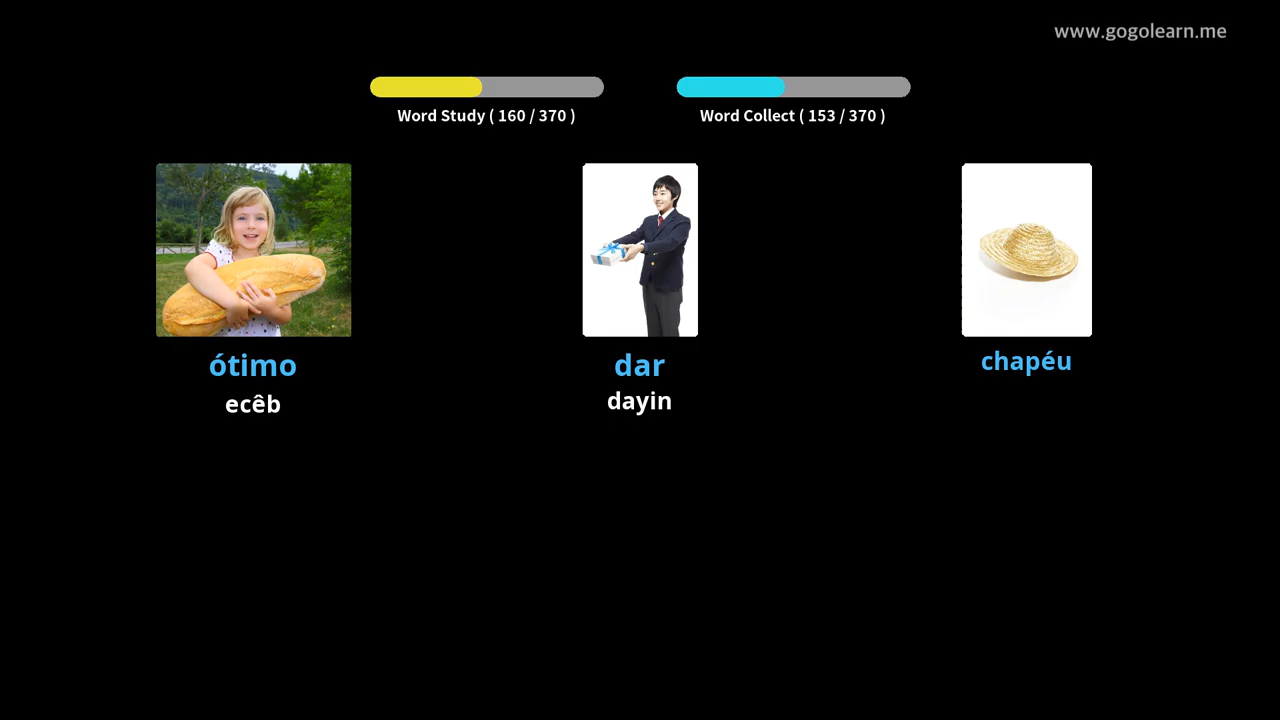 www.gogolearn.me
Word Study ( 160 / 370 )
Word Collect ( 153 / 370 )
ótimo
ecêb
dar
dayin
chapéu